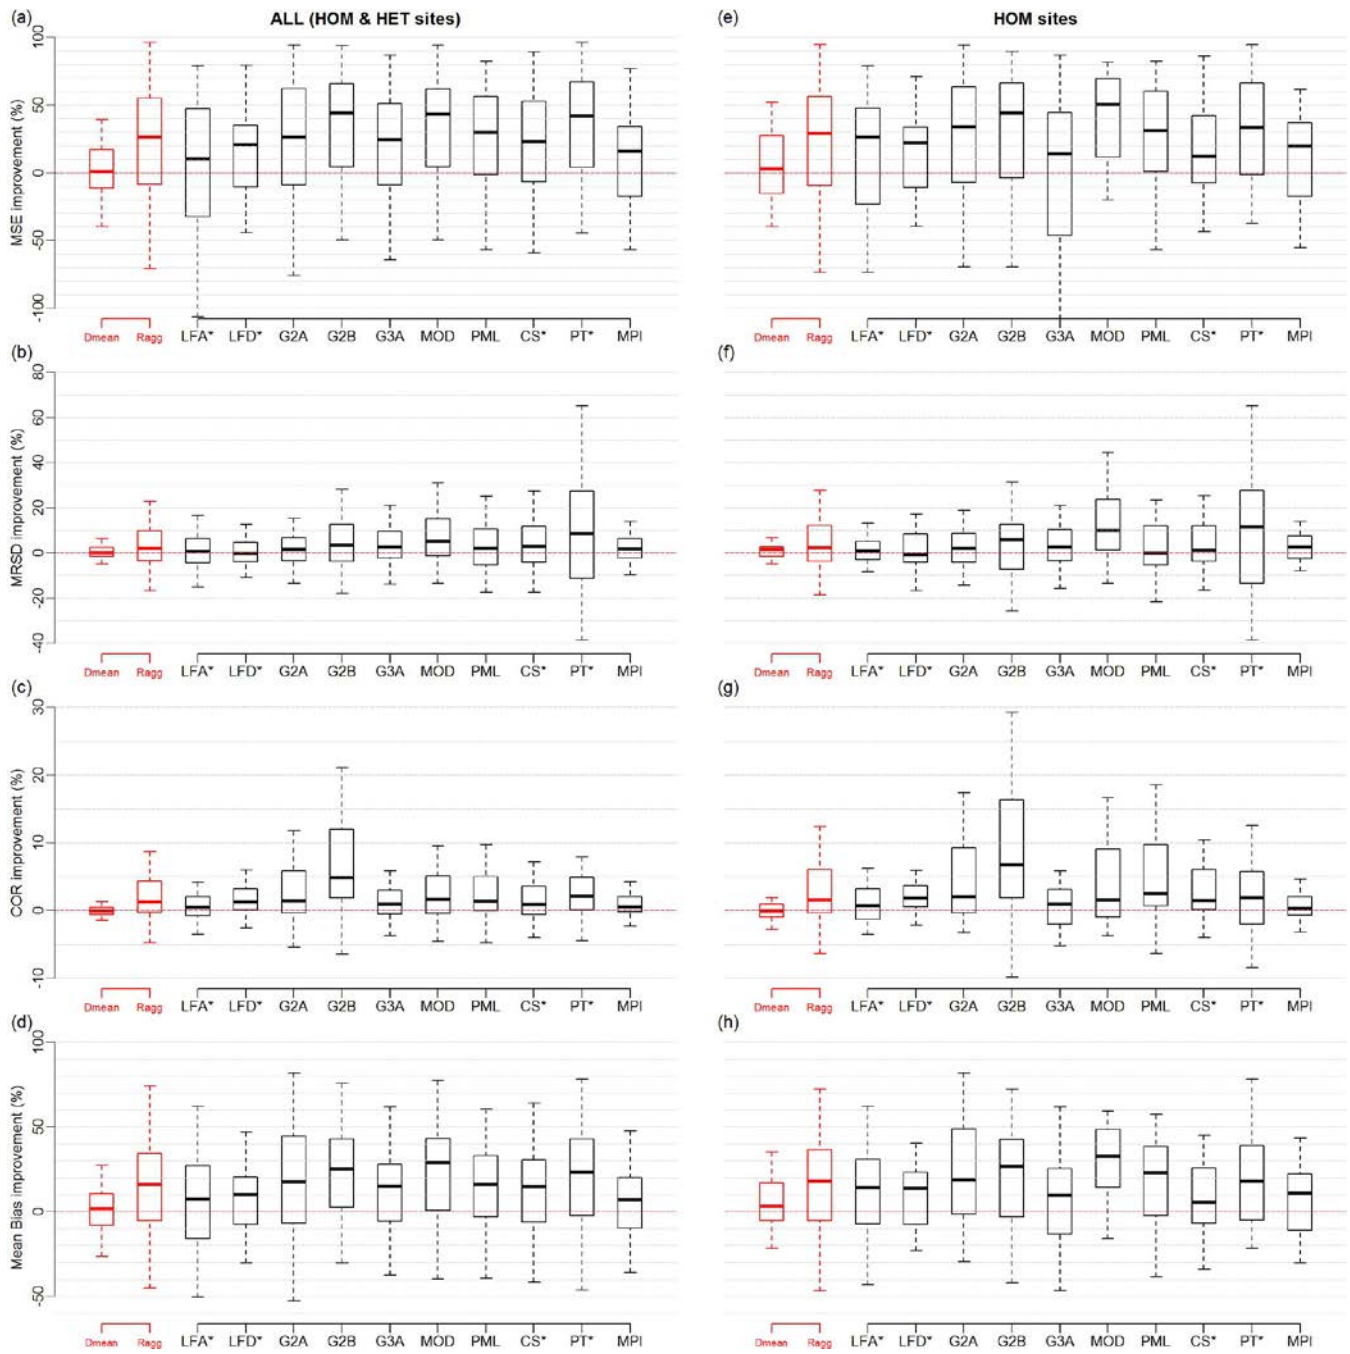 (a) ALL (HOM & HET sites)
MSE improvement (%)
100
50
0
-50
-100
Dmean Ragg LFA* LFD* G2A G2B G3A MOD PML CS* PT* MPI
(e) HOM sites
Dmean Ragg LFA* LFD* G2A G2B G3A MOD PML CS* PT* MPI
(b)
MRSD improvement (%)
80
60
40
20
0
-20
-40
Dmean Ragg LFA* LFD* G2A G2B G3A MOD PML CS* PT* MPI
(f)
Dmean Ragg LFA* LFD* G2A G2B G3A MOD PML CS* PT* MPI
(c)
COR improvement (%)
30
20
10
0
-10
Dmean Ragg LFA* LFD* G2A G2B G3A MOD PML CS* PT* MPI
(g)
Dmean Ragg LFA* LFD* G2A G2B G3A MOD PML CS* PT* MPI
(d)
Mean Bias improvement (%)
100
50
0
-50
Dmean Ragg LFA* LFD* G2A G2B G3A MOD PML CS* PT* MPI
(h)
Dmean Ragg LFA* LFD* G2A G2B G3A MOD PML CS* PT* MPI